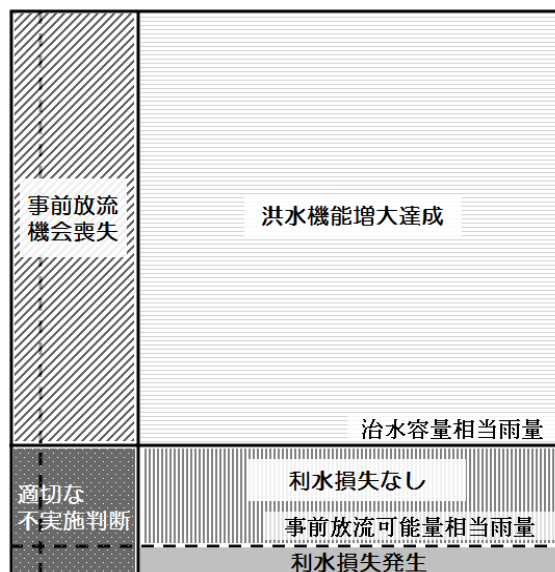 事前放流
機会喪失
洪水機能増大達成
治水容量相当雨量
適切な
不実施判断
利水損失なし
事前放流可能量相当雨量
利水損失発生